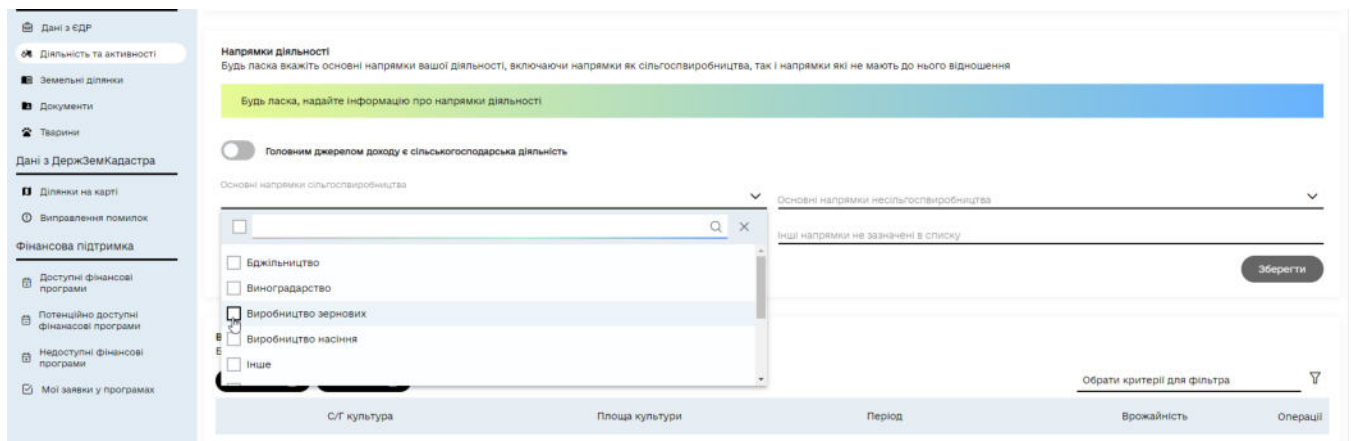 Дані з ЄДР
Діяльність та активності
Земельні ділянки
Документи
Тварини
Дані з ДержЗемКадастра
Ділянки на карті
Виправлення помилок
Фінансова підтримка
Доступні фінансові
програми
Потенційно доступні
фінанасові програми
Недоступні фінансові
програми
Мої заявки у програмах
Напрямки діяльності
Будь ласка вкажіть основні напрямки вашої діяльності, включаючи напрямки як сільгоспвиробництва, так і напрямки які не мають до нього відношення
Будь ласка, надайте інформацію про напрямки діяльності
Головним джерелом доходу є сільськогосподарська діяльність
Основні напрямки сільгоспвиробництва
Основні напрямки несільгоспвиробництва
Інші напрямки не зазначені в списку
Зберегти
Бджільництво
Виноградарство
Виробництво зернових
Виробництво насіння
Інше
Обрати критерії для фільтра
С/Г культура Площа культури Період Врожайність Операції